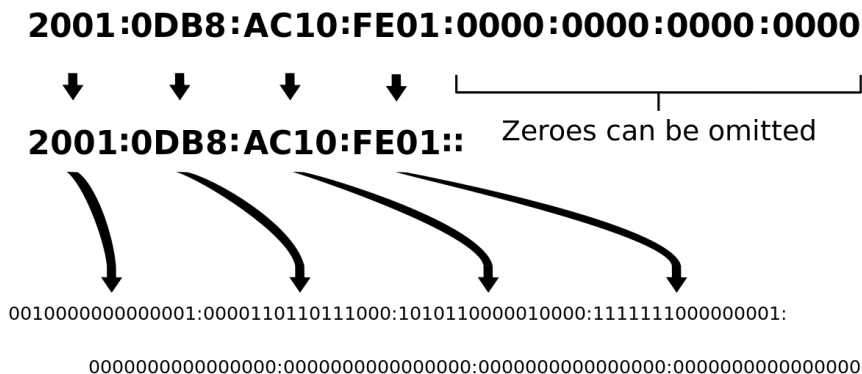 2001:0DB8:AC10:FE01:0000:0000:0000:0000
2001:0DB8:AC10:FE01::
Zeroes can be omitted
0010000000000001:0000110110111000:1010110000010000:1111111000000001:
0000000000000000:0000000000000000:0000000000000000:0000000000000000